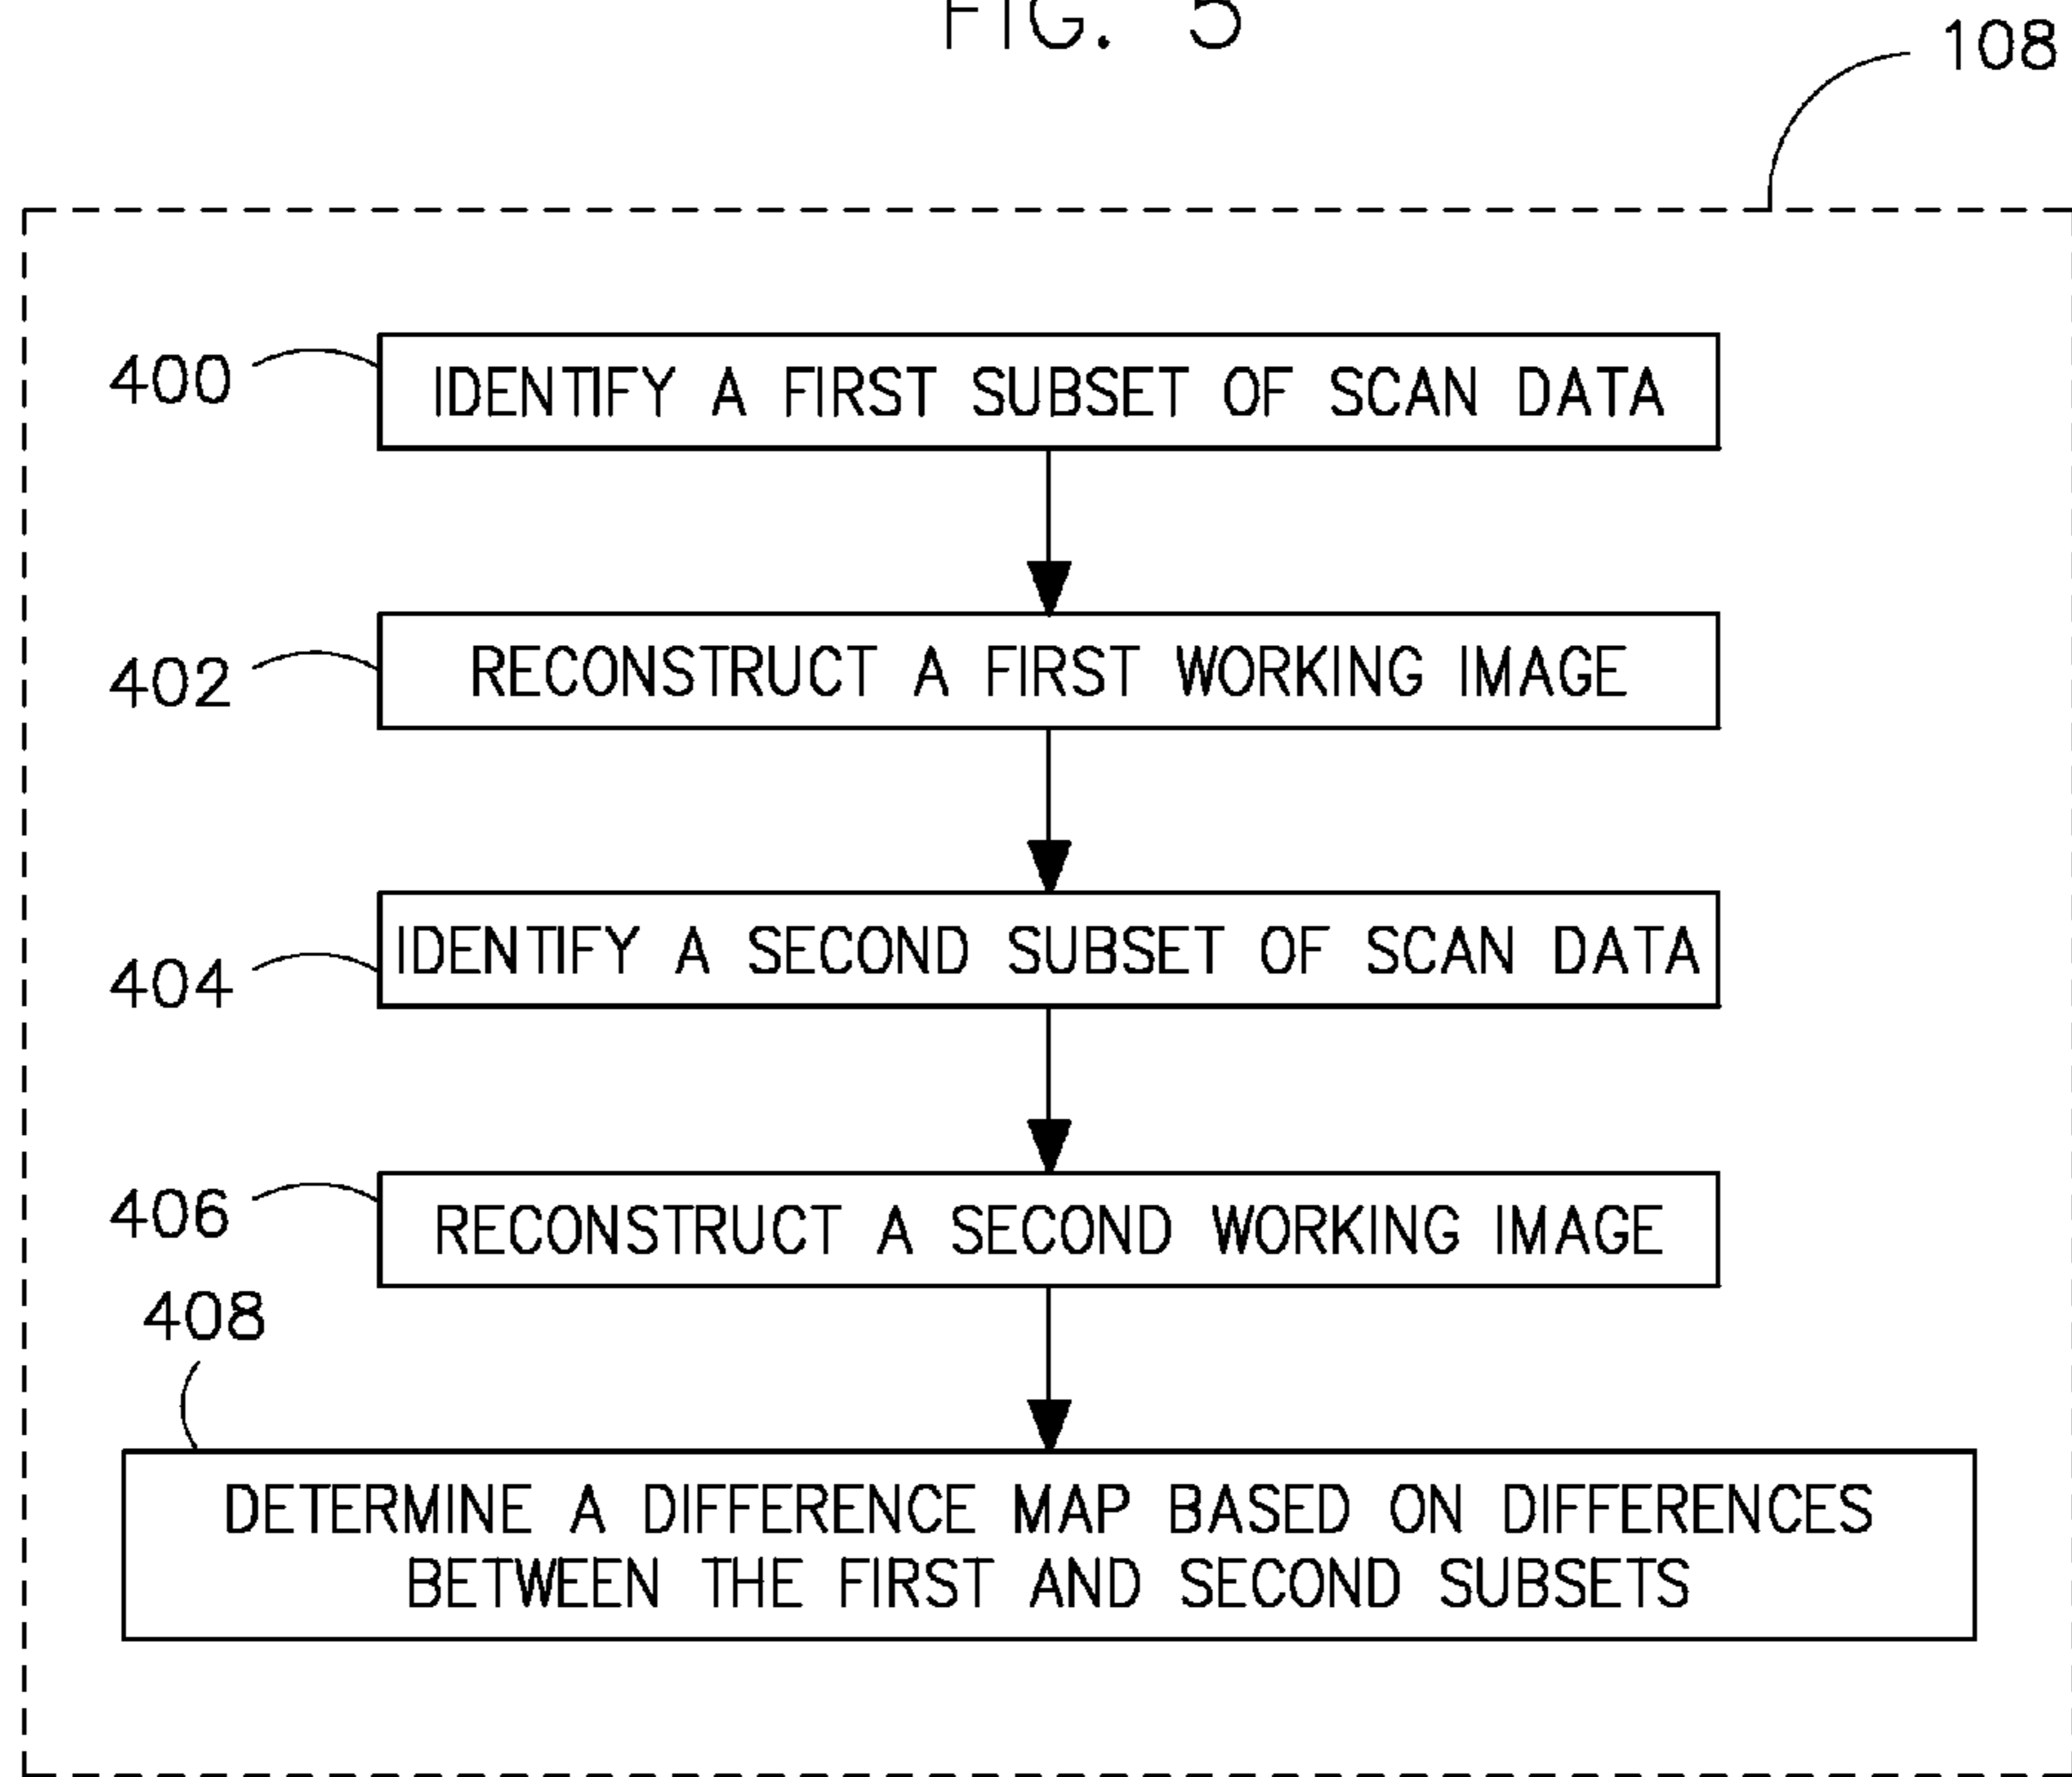 FIG. 5
108
400
IDENTIFY A FIRST SUBSET OF SCAN DATA
402
RECONSTRUCT A FIRST WORKING IMAGE
404
IDENTIFY A SECOND SUBSET OF SCAN DATA
406
RECONSTRUCT A SECOND WORKING IMAGE
408
DETERMINE A DIFFERENCE MAP BASED ON DIFFERENCES
BETWEEN THE FIRST AND SECOND SUBSETS